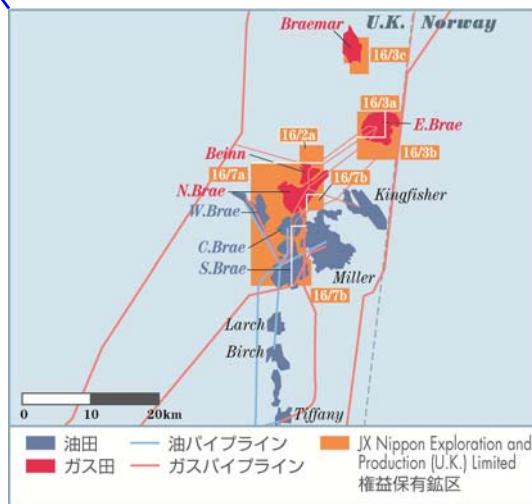 U.K. Norway
Braemar
16/3c
16/3a
E.Brae
16/2a
16/3b
Beinn
16/7a
16/7b
Kingfisher
N.Brae
W.Brae
C.Brae
S.Brae
Miller
16/7b
Larch
Birch
Tiffany
0 10 20km
油田
油パイプライン
JX Nippon Exploration and
ガス田
ガスパイプライン
Production (U.K.) Limited
権益保有鉱区